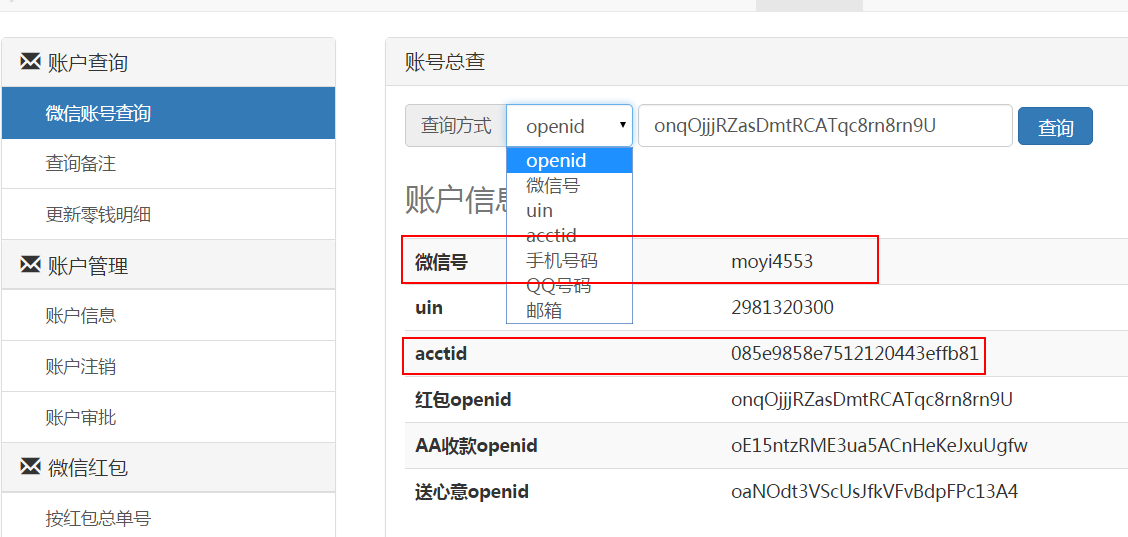 账户查询
微信账号查询
查询备注
更新零钱明细
账户管理
账户信息
账户注销
账户审批
微信红包
按红包总单号
账号总查
查询方式 openid onqOjjjRZasDmtRCATqc8rn8rn9U 查询
openid
微信号
uin
acctid
手机号码
QQ号码
邮箱
账户信息
微信号 moyi4553
uin 2981320300
acctid 085e9858e7512120443effb81
红包openid onqOjjjRZasDmtRCATqc8rn8rn9U
AA收款openid oE15ntzRME3ua5ACnHeKeJxuUgfw
送心意openid oaNOdt3VScUsJfkVFvBdpFPc13A4